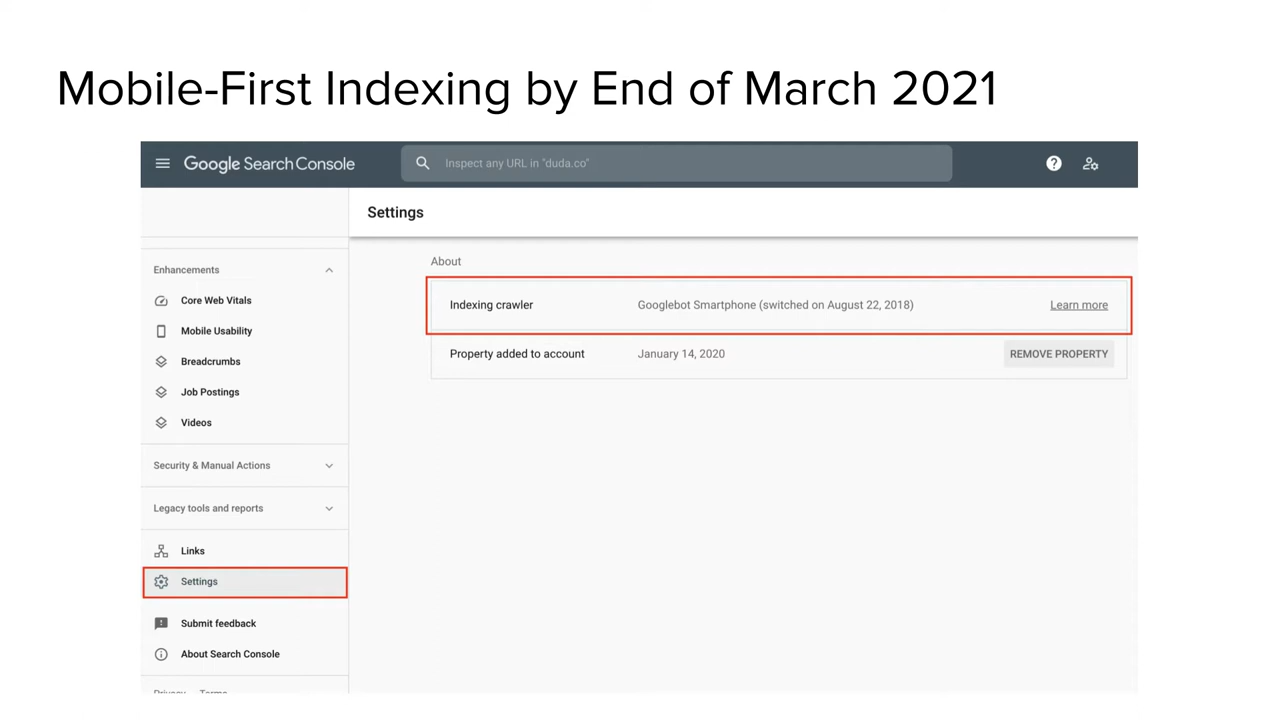 Mobile-First Indexing by End of March 2021
Google Search Console
Inspect any URL in "duda.co"
Settings
Enhancements
Core Web Vitals
Mobile Usability
Breadcrumbs
Job Postings
Videos
Security & Manual Actions
Legacy tools and reports
Links
Settings
Submit feedback
About Search Console
Privacy Terms
About
Indexing crawler Googlebot Smartphone (switched on August 22, 2018) Learn more
Property added to account January 14, 2020 REMOVE PROPERTY